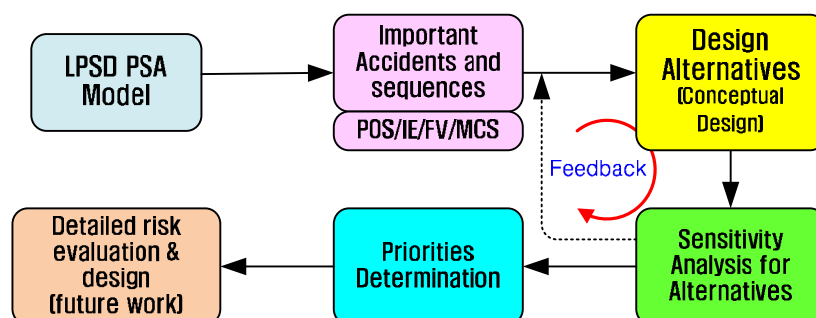 LPSD PSA
Model
Important
Accidents and
sequences
POS/IE/FV/MCS
Design
Alternatives
(Conceptual
Design)
Feedback
Detailed risk
evaluation &
design
(future work)
Priorities
Determination
Sensitivity
Analysis for
Alternatives